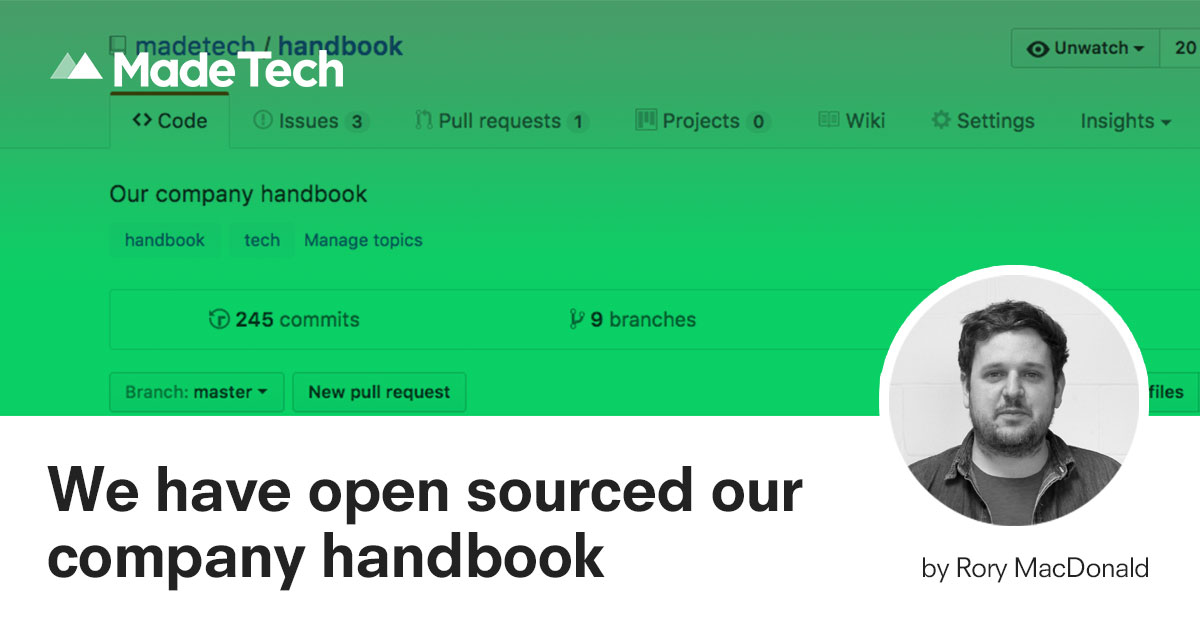 madetech / handbook
Unwatch
20
Made Tech
Code
Issues 3
Pull requests 1
Projects 0
Wiki
Settings
Insights
Our company handbook
handbook
tech
Manage topics
245 commits
9 branches
Branch: master
New pull request
files
We have open sourced our
company handbook
by Rory MacDonald